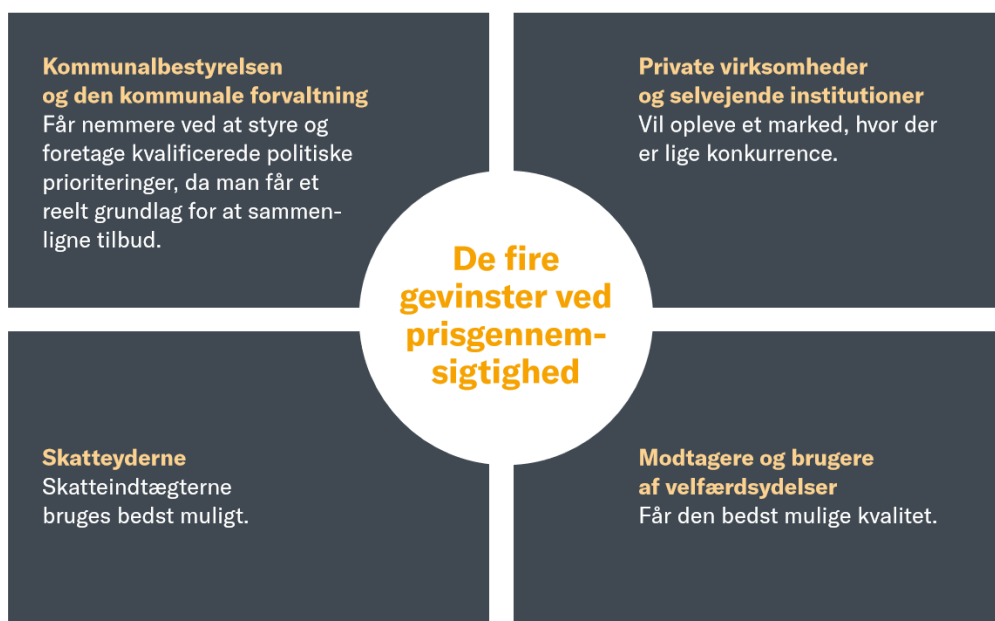 Kommunalbestyrelsen
og den kommunale forvaltning
Får nemmere ved at styre og
foretage kvalificerede politiske
prioriteringer, da man får et
reelt grundlag for at sammen-
ligne tilbud.
Private virksomheder
og selvejende institutioner
Vil opleve et marked, hvor der
er lige konkurrence.
De fire
gevinster ved
prisgennem-
sigtighed
Skatteyderne
Skatteindtægterne
bruges bedst muligt.
Modtagere og brugere
af velfærdsydelser
Får den bedst mulige kvalitet.